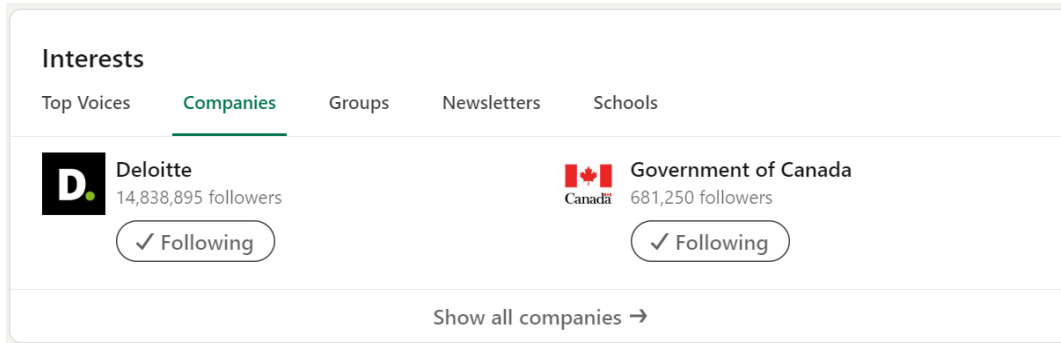 Interests
Top Voices Companies Groups Newsletters Schools
D.
Deloitte
14,838,895 followers
✓ Following
Canada
Government of Canada
681,250 followers
✓ Following
Show all companies →